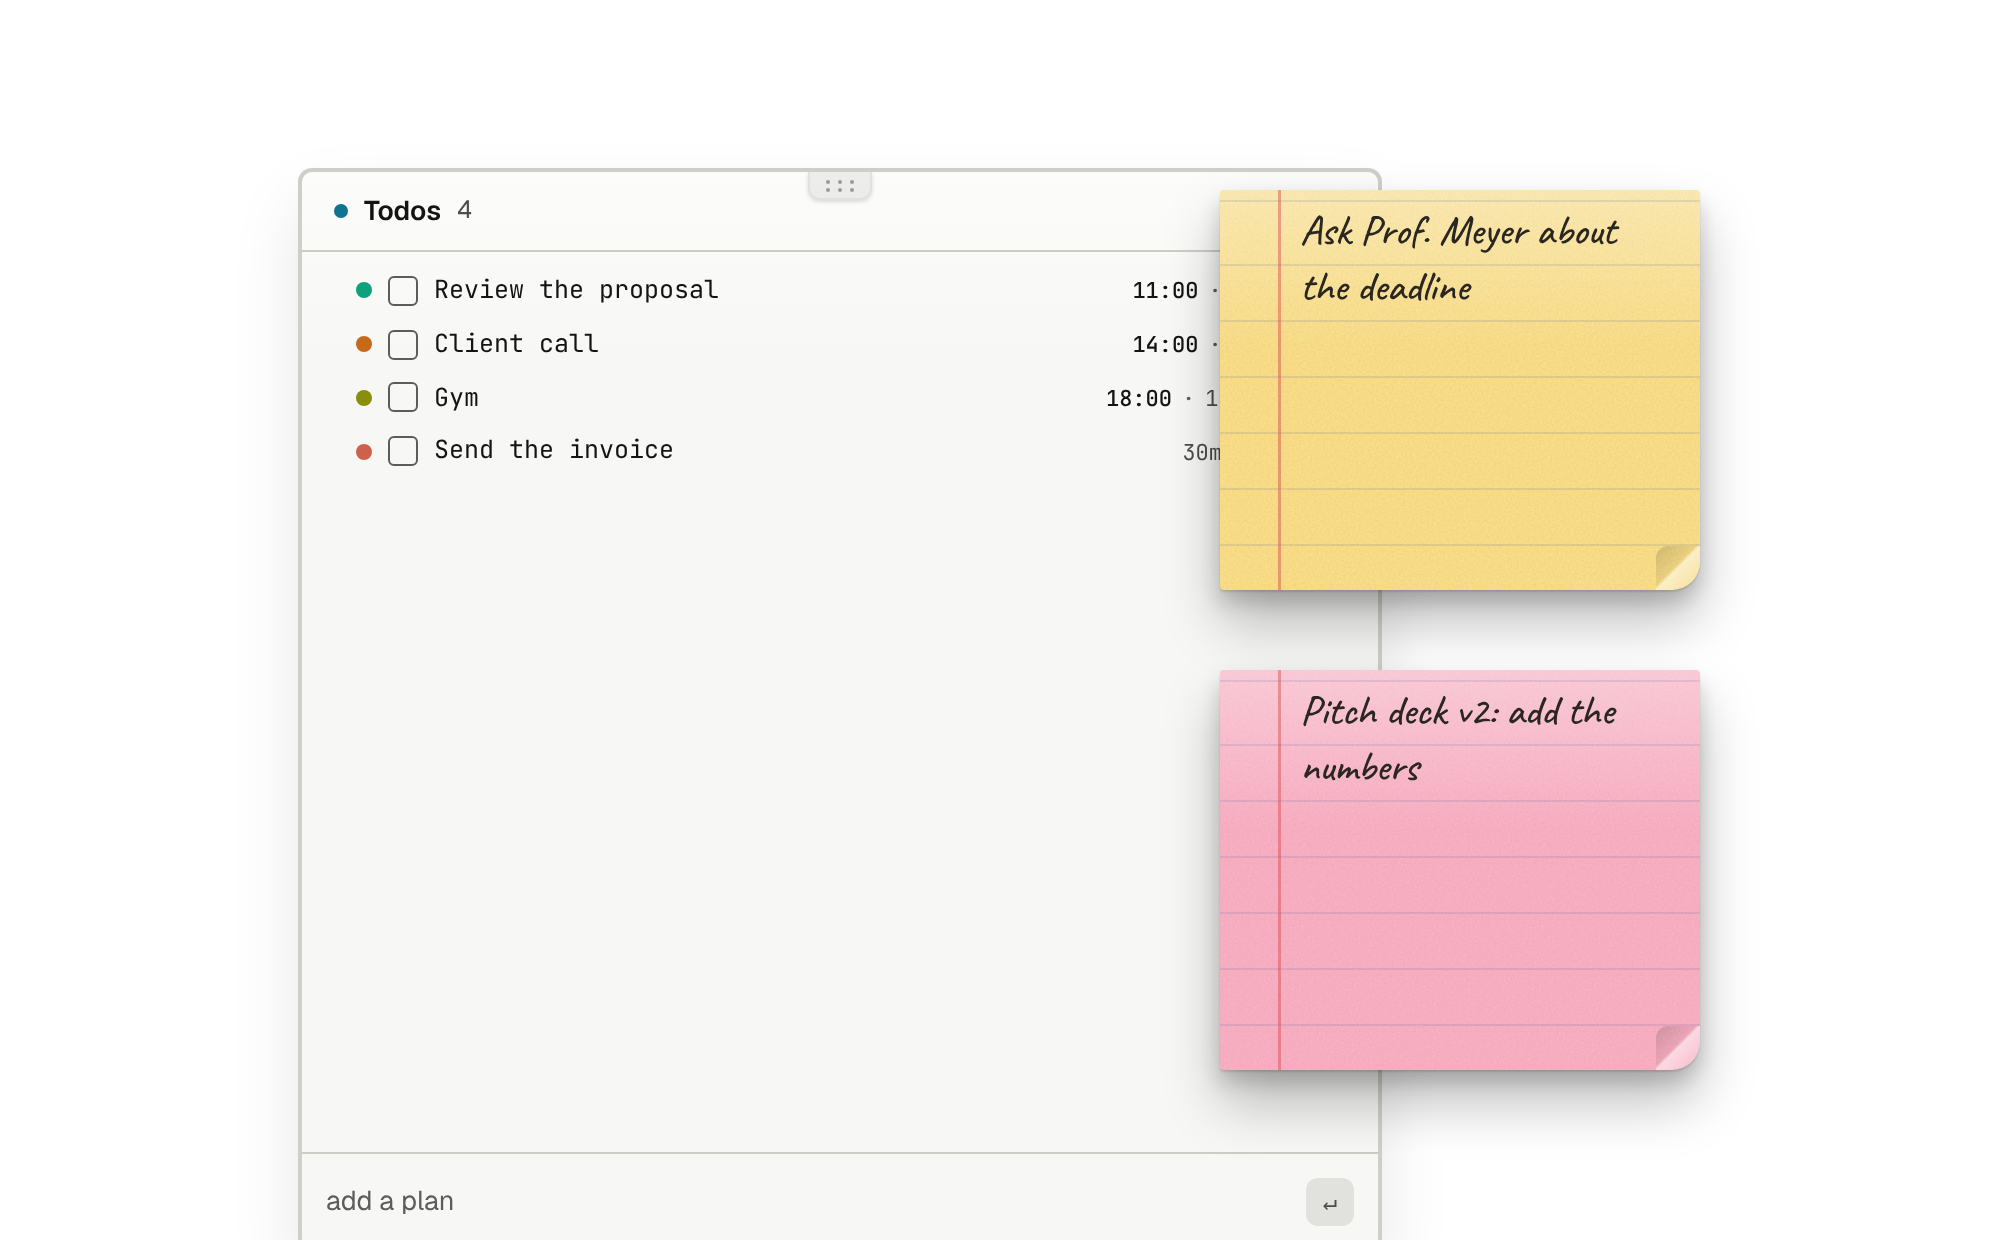 Todos 4
Review the proposal 11:00 ·
Client call 14:00 ·
Gym 18:00 · 1
Send the invoice 30m
Ask Prof. Meyer about
the deadline
Pitch deck v2: add the
numbers
add a plan ↵